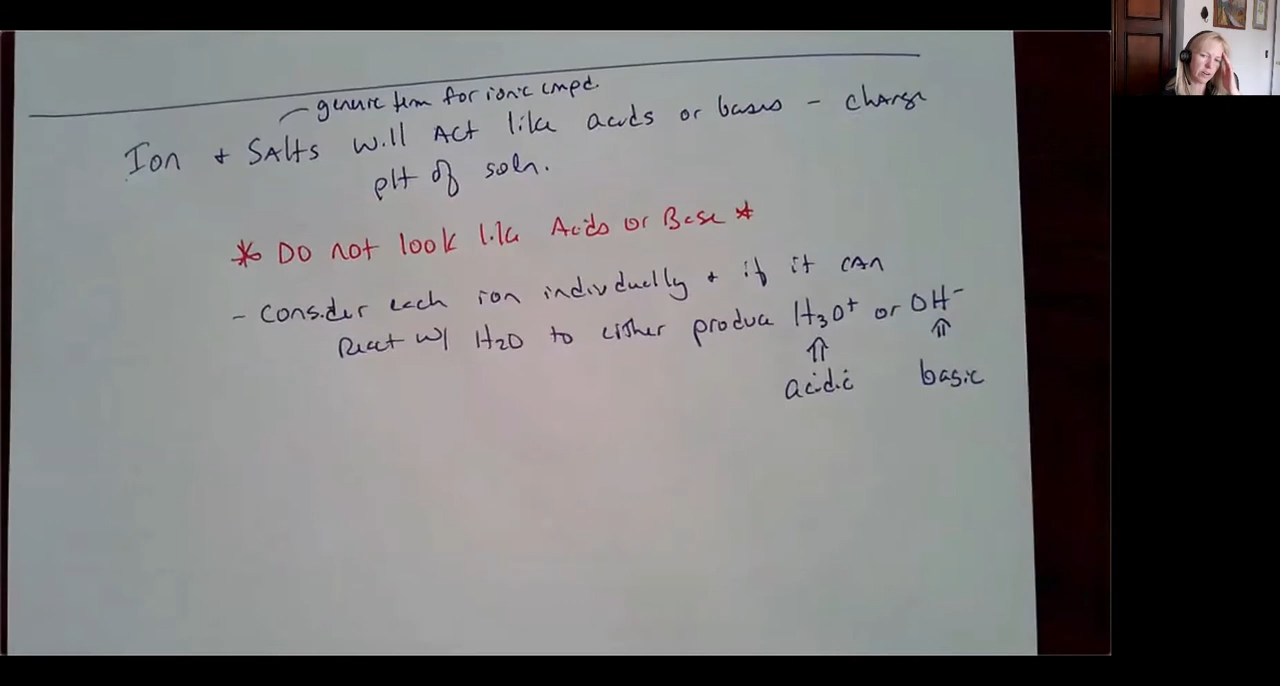 generic term for ionic cmpd.
Ion + SAlts will Act like acids or bases - change
pH of soln.
* Do not look like Acids or Base *
- Consider each ion individually + if it can
React w/ H2O to either produce H3O+ or OH-
⇑ ⇑
acidic basic